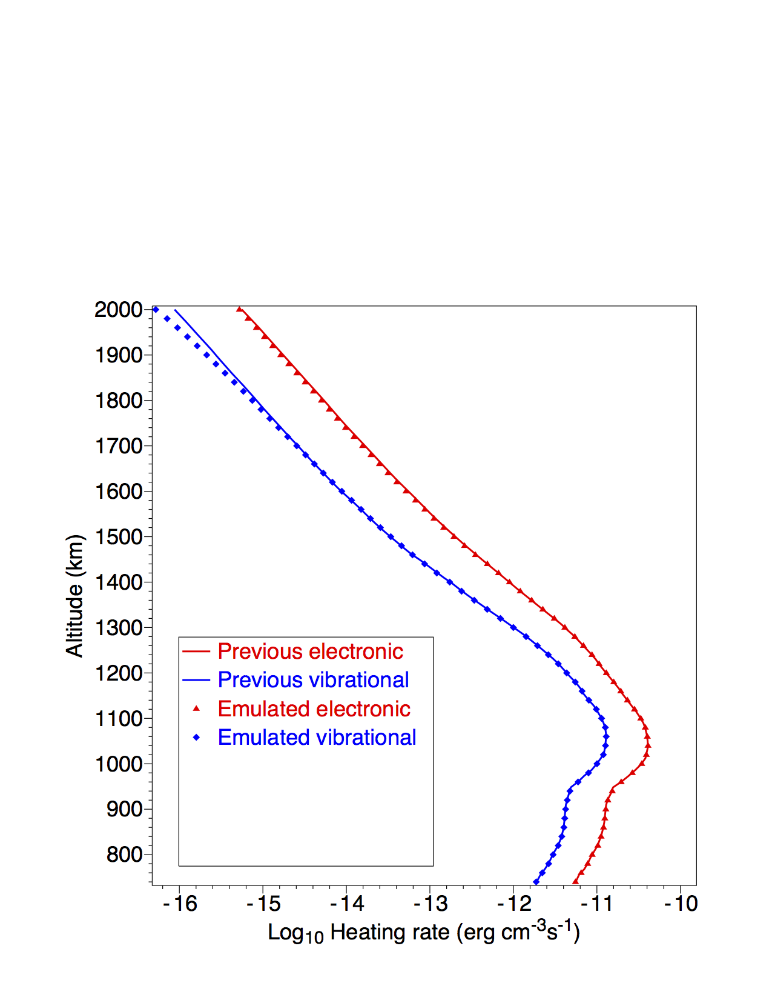 2000
1900
1800
1700
1600
1500
1400
1300
1200
1100
1000
900
800
Altitude (km)
Previous electronic
Previous vibrational
Emulated electronic
Emulated vibrational
-16 -15 -14 -13 -12 -11 -10
Log10 Heating rate (erg cm-3s-1)